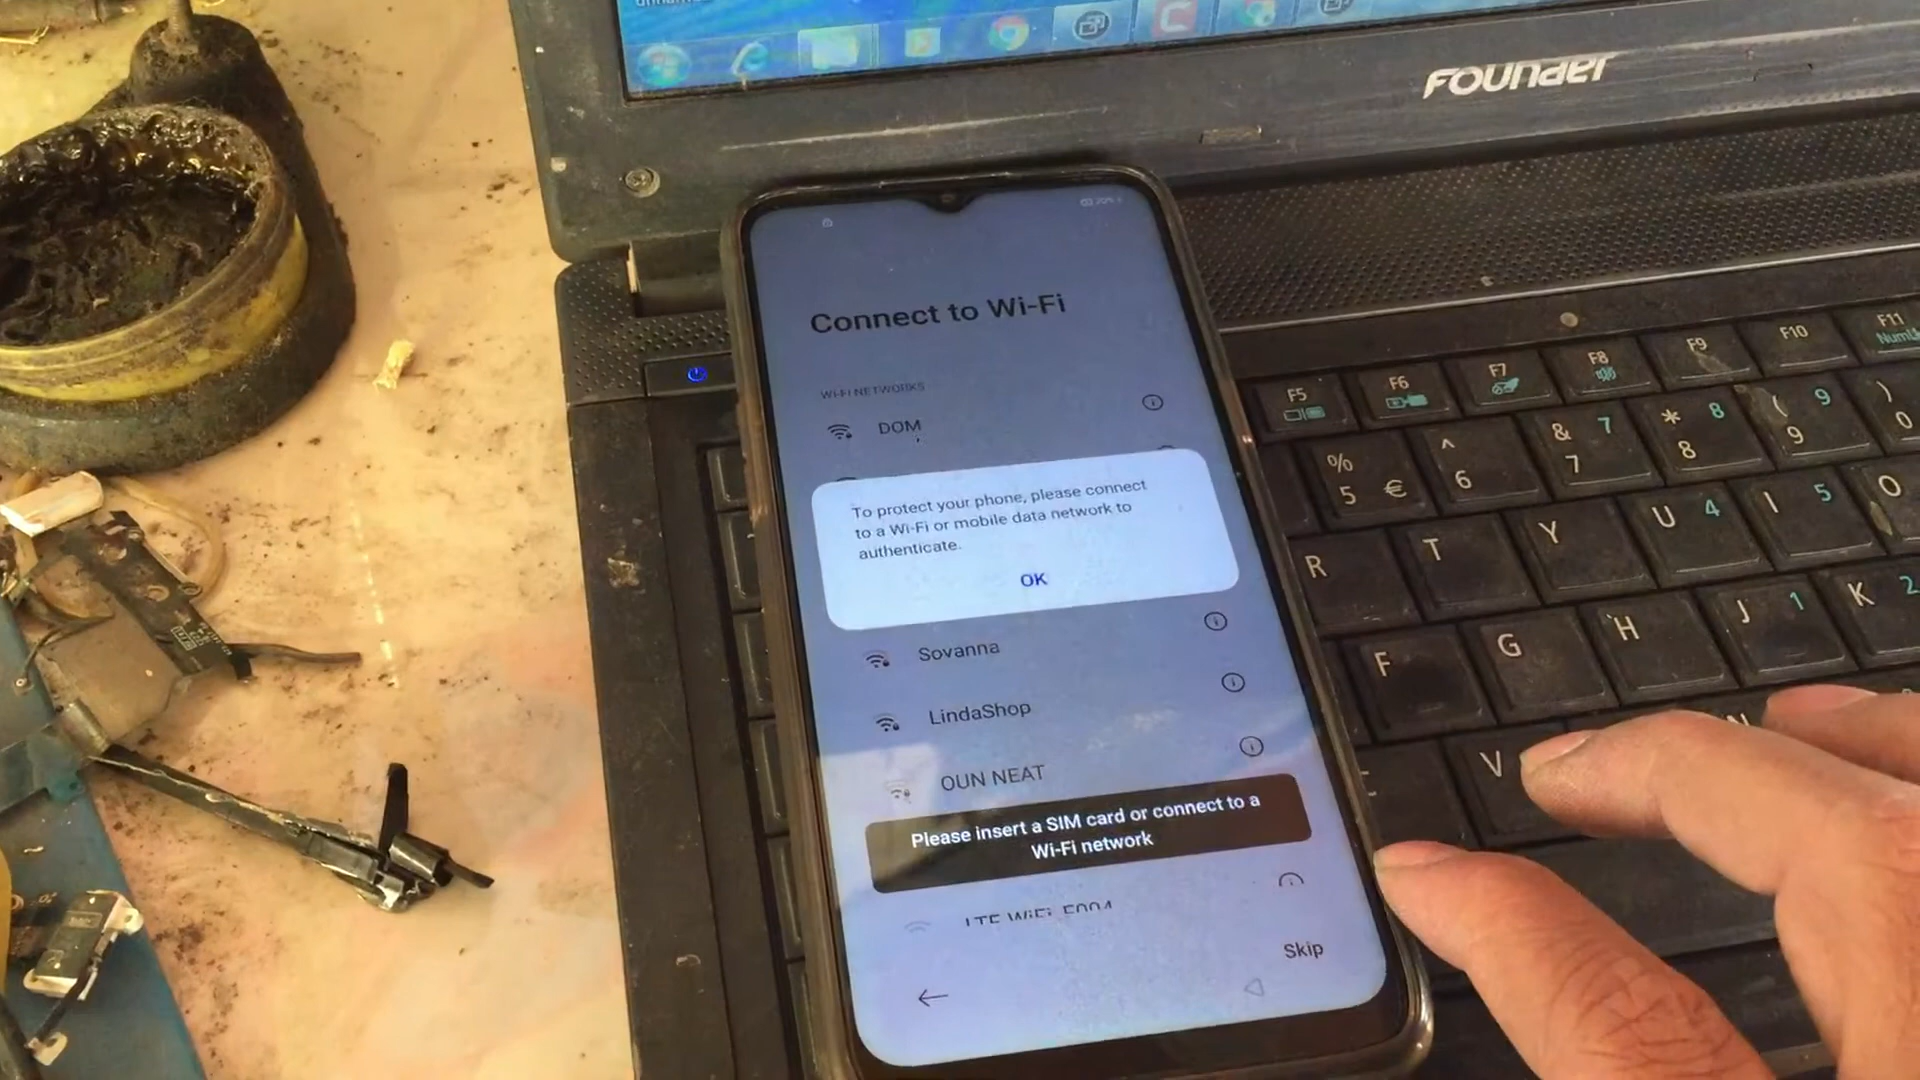 FOUNDER
Connect to Wi-Fi
WI-FI NETWORKS
DOM
To protect your phone, please connect
to a Wi-Fi or mobile data network to
authenticate.
OK
Sovanna
LindaShop
OUN NEAT
Please insert a SIM card or connect to a
Wi-Fi network
Skip
F5
F6
F7
F8
F9
F10
F11
% 5 €
^ 6
& 7 7
* 8 8
( 9 9
) 0
R
T
Y
U 4
I 5
O
F
G
H
J 1
K 2
V